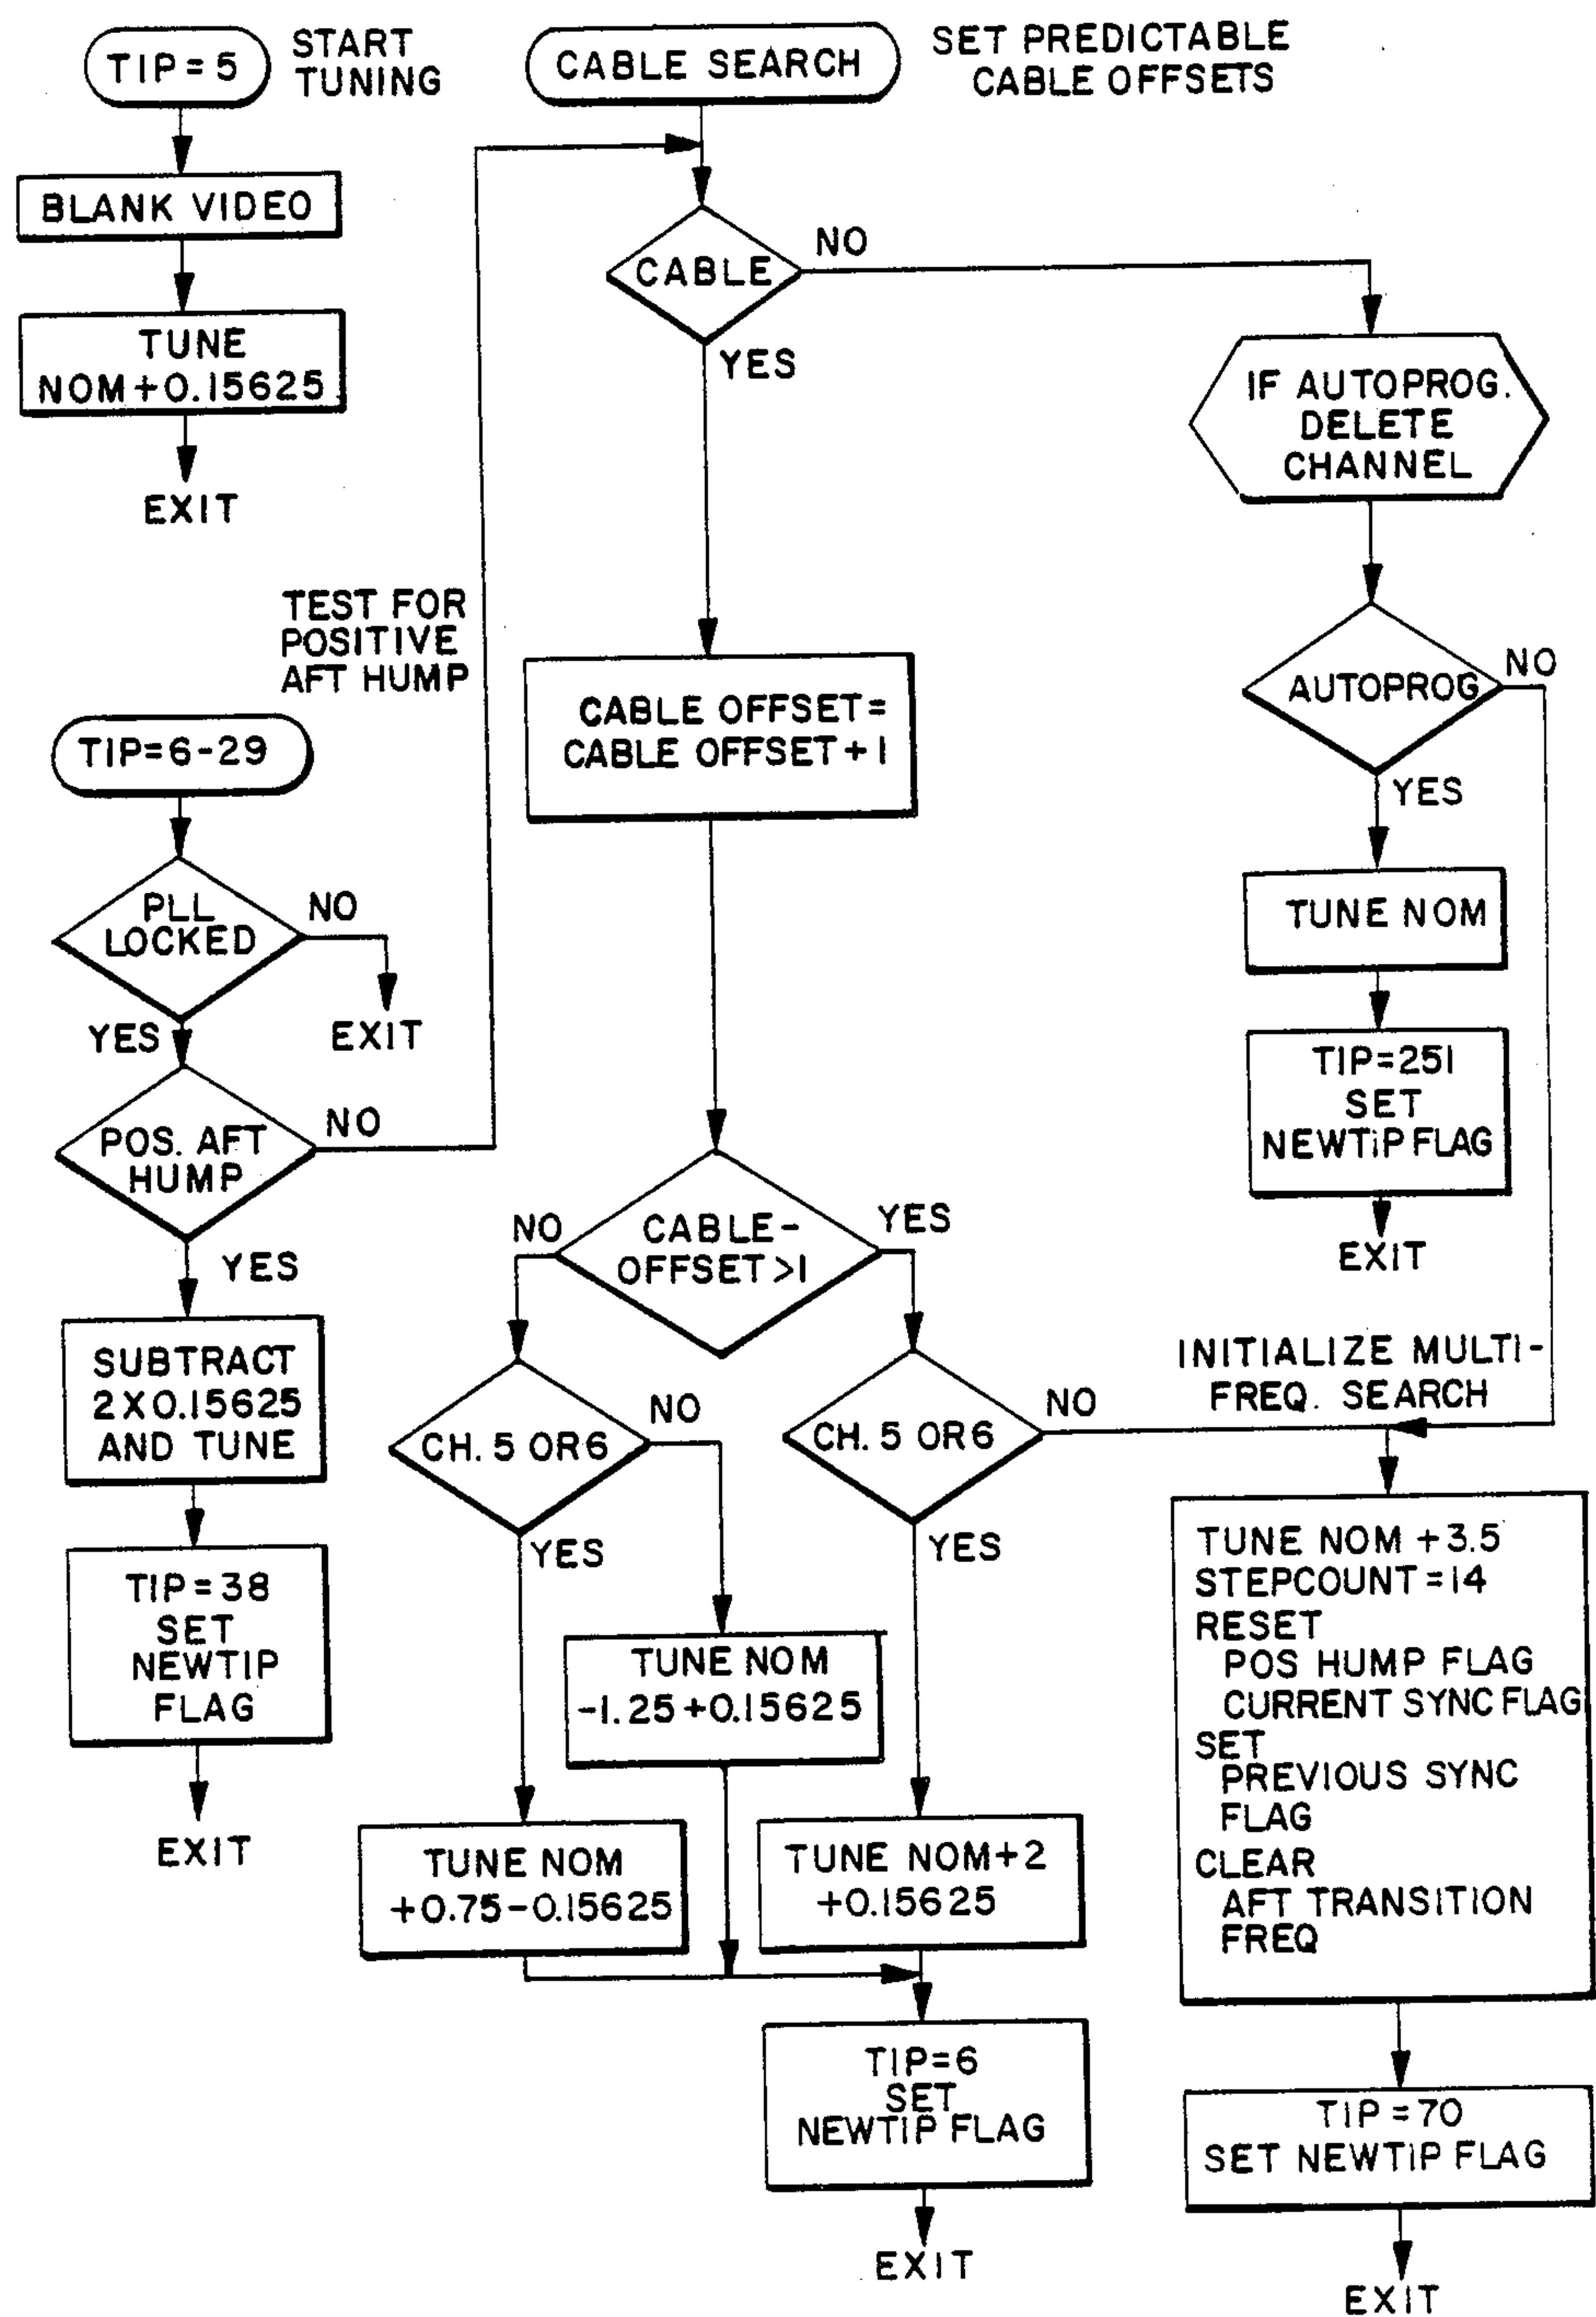 TIP=5
START
TUNING
BLANK VIDEO
TUNE
NOM+0.15625
EXIT
TEST FOR
POSITIVE
AFT HUMP
TIP=6-29
PLL
LOCKED
NO
EXIT
YES
POS. AFT
HUMP
NO
YES
SUBTRACT
2X0.15625
AND TUNE
TIP=38
SET
NEWTIP
FLAG
EXIT
CABLE SEARCH
SET PREDICTABLE
CABLE OFFSETS
CABLE
NO
YES
CABLE OFFSET=
CABLE OFFSET+1
CABLE-
OFFSET>1
NO
YES
CH. 5 OR 6
NO
YES
TUNE NOM
-1.25+0.15625
TUNE NOM
+0.75-0.15625
CH. 5 OR 6
NO
YES
TUNE NOM+2
+0.15625
TIP=6
SET
NEWTIP FLAG
EXIT
IF AUTOPROG.
DELETE
CHANNEL
AUTOPROG
NO
YES
TUNE NOM
TIP=251
SET
NEWTIP FLAG
EXIT
INITIALIZE MULTI-
FREQ. SEARCH
TUNE NOM +3.5
STEPCOUNT=14
RESET
POS HUMP FLAG
CURRENT SYNC FLAG
SET
PREVIOUS SYNC
FLAG
CLEAR
AFT TRANSITION
FREQ
TIP=70
SET NEWTIP FLAG
EXIT